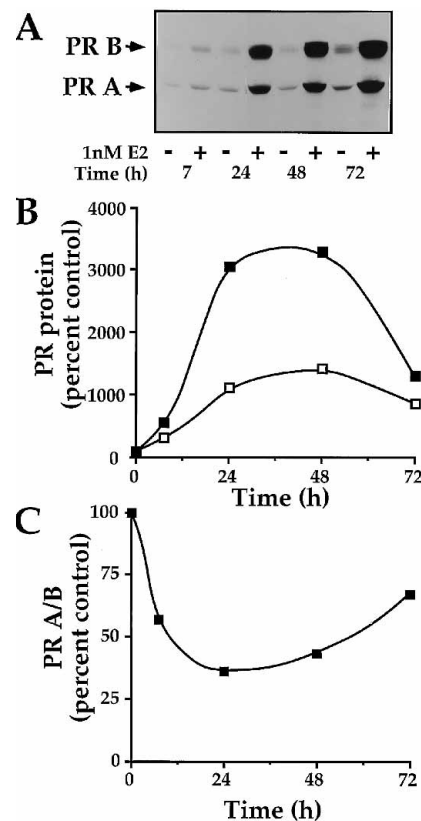 A
PR B
PR A
1nM E2 - + - + - + - +
Time (h) 7 24 48 72
B
PR protein
(percent control)
4000
3000
2000
1000
0
0 24 48 72
Time (h)
C
PR A/B
(percent control)
100
75
50
25
0
0 24 48 72
Time (h)